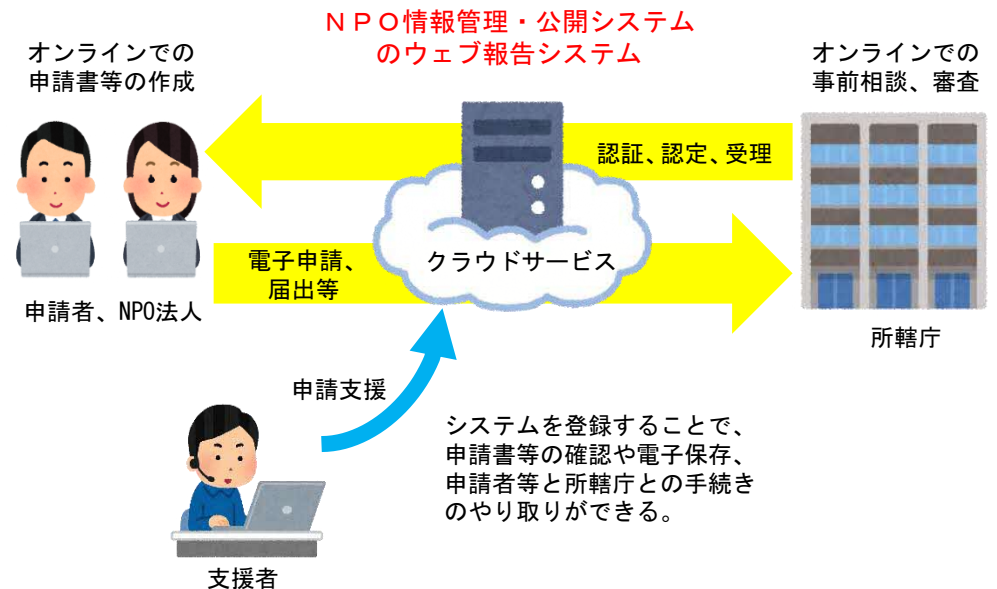 ＮＰＯ情報管理・公開システム
のウェブ報告システム
オンラインでの
申請書等の作成
オンラインでの
事前相談、審査
認証、認定、受理
電子申請、
届出等
クラウドサービス
申請者、NPO法人
所轄庁
申請支援
システムを登録することで、
申請書等の確認や電子保存、
申請者等と所轄庁との手続き
のやり取りができる。
支援者